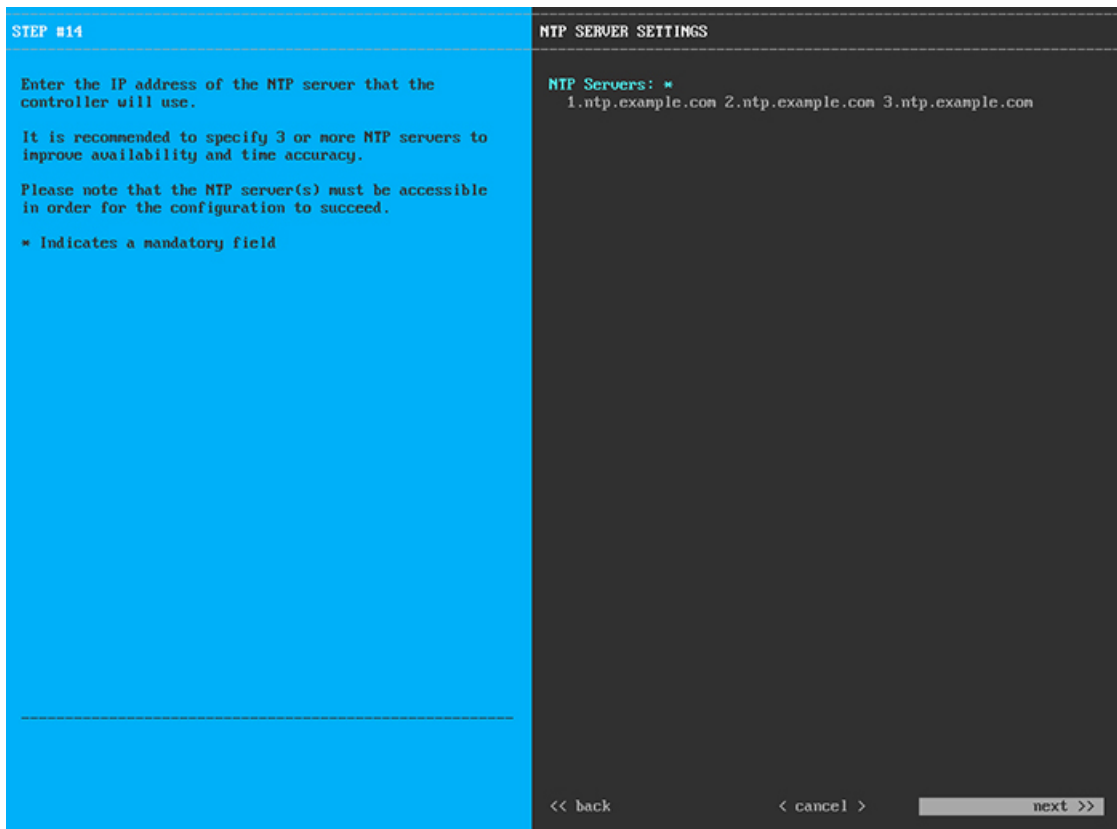 STEP #14
Enter the IP address of the NTP server that the
controller will use.
It is recommended to specify 3 or more NTP servers to
improve availability and time accuracy.
Please note that the NTP server(s) must be accessible
in order for the configuration to succeed.
* Indicates a mandatory field
NTP SERVER SETTINGS
NTP Servers: *
1.ntp.example.com 2.ntp.example.com 3.ntp.example.com
<< back < cancel > next >>